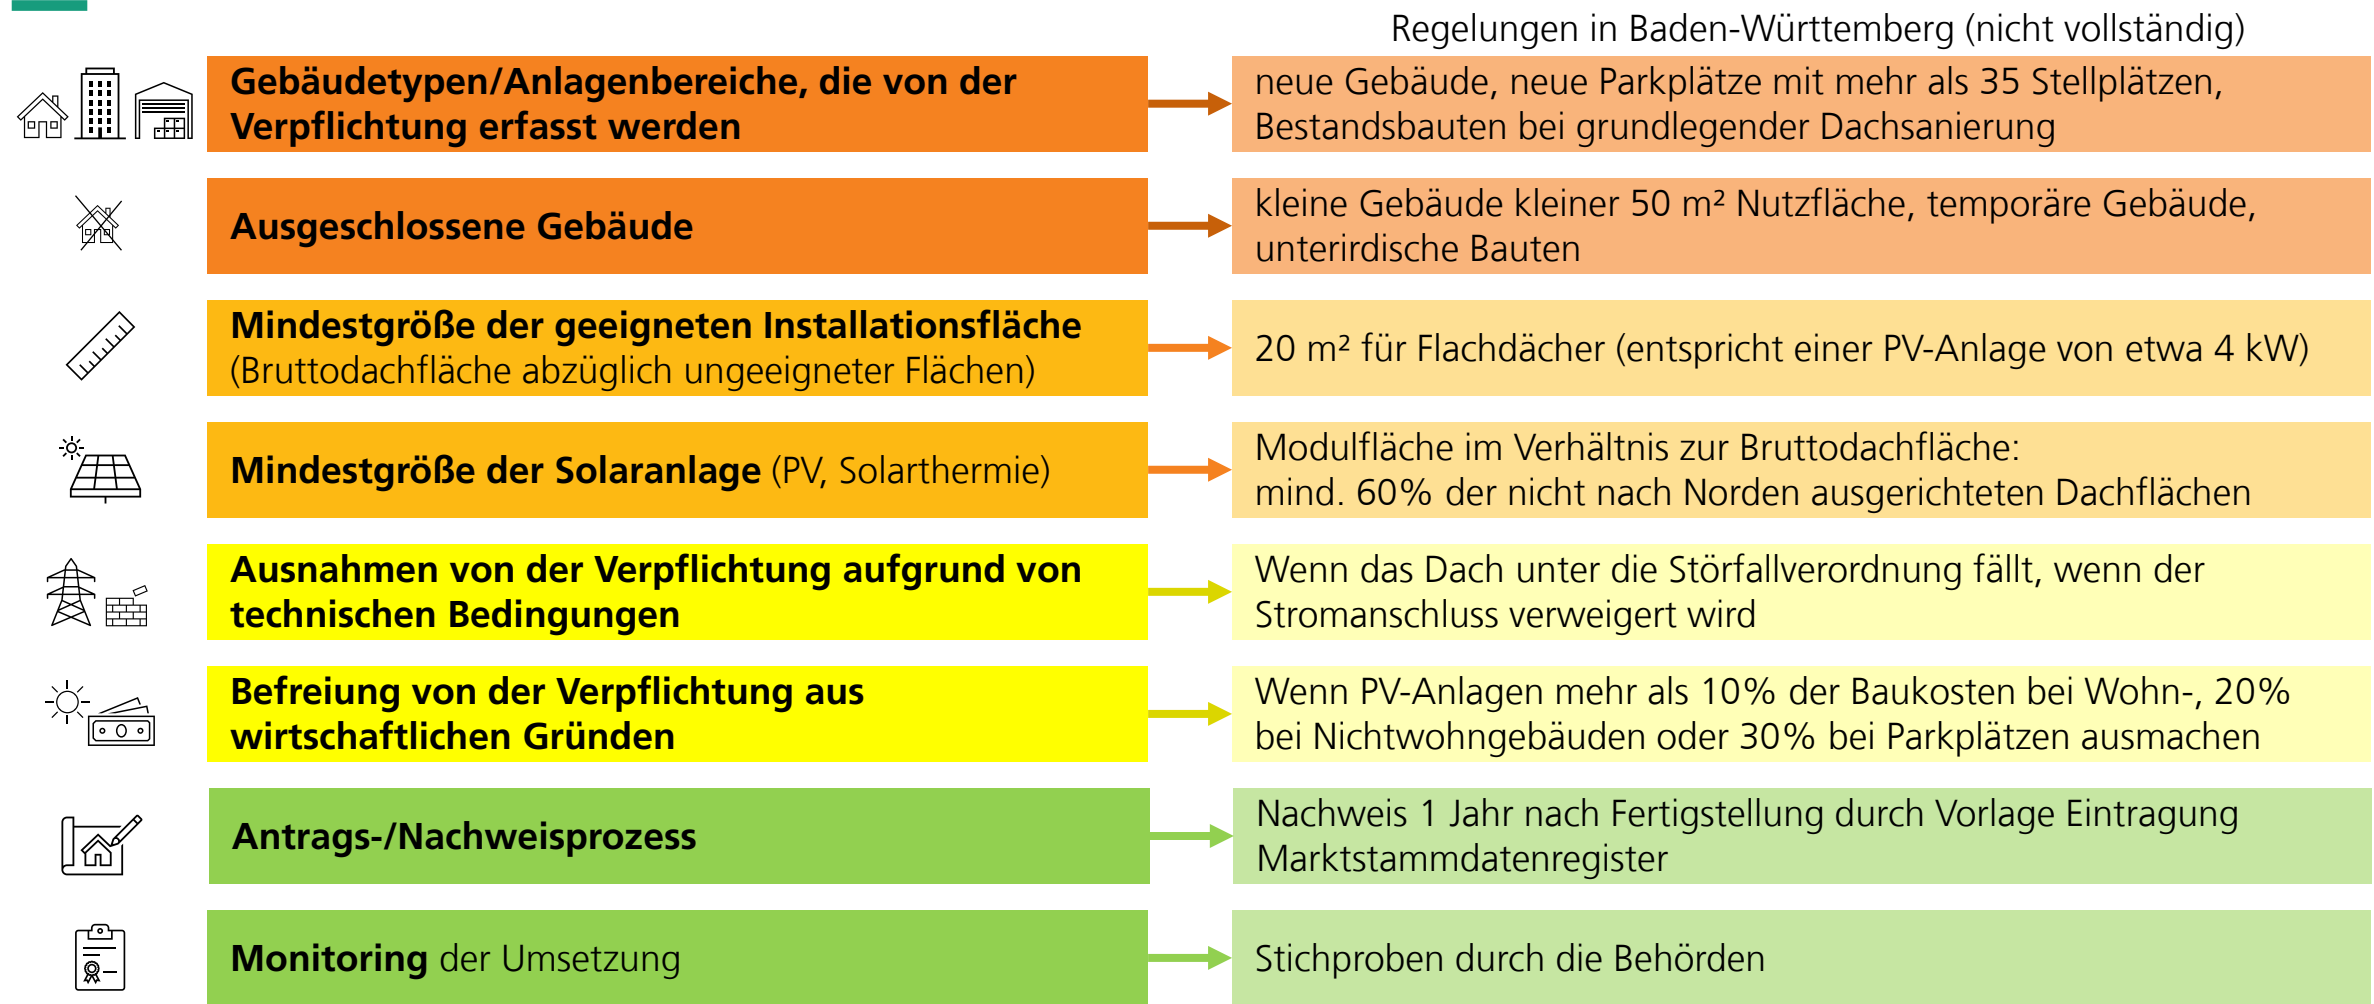 Regelungen in Baden-Württemberg (nicht vollständig)
Gebäudetypen/Anlagenbereiche, die von der
Verpflichtung erfasst werden
neue Gebäude, neue Parkplätze mit mehr als 35 Stellplätzen,
Bestandsbauten bei grundlegender Dachsanierung
Ausgeschlossene Gebäude
kleine Gebäude kleiner 50 m² Nutzfläche, temporäre Gebäude,
unterirdische Bauten
Mindestgröße der geeigneten Installationsfläche
(Bruttodachfläche abzüglich ungeeigneter Flächen)
20 m² für Flachdächer (entspricht einer PV-Anlage von etwa 4 kW)
Mindestgröße der Solaranlage (PV, Solarthermie)
Modulfläche im Verhältnis zur Bruttodachfläche:
mind. 60% der nicht nach Norden ausgerichteten Dachflächen
Ausnahmen von der Verpflichtung aufgrund von
technischen Bedingungen
Wenn das Dach unter die Störfallverordnung fällt, wenn der
Stromanschluss verweigert wird
Befreiung von der Verpflichtung aus
wirtschaftlichen Gründen
Wenn PV-Anlagen mehr als 10% der Baukosten bei Wohn-, 20%
bei Nichtwohngebäuden oder 30% bei Parkplätzen ausmachen
Antrags-/Nachweisprozess
Nachweis 1 Jahr nach Fertigstellung durch Vorlage Eintragung
Marktstammdatenregister
Monitoring der Umsetzung
Stichproben durch die Behörden